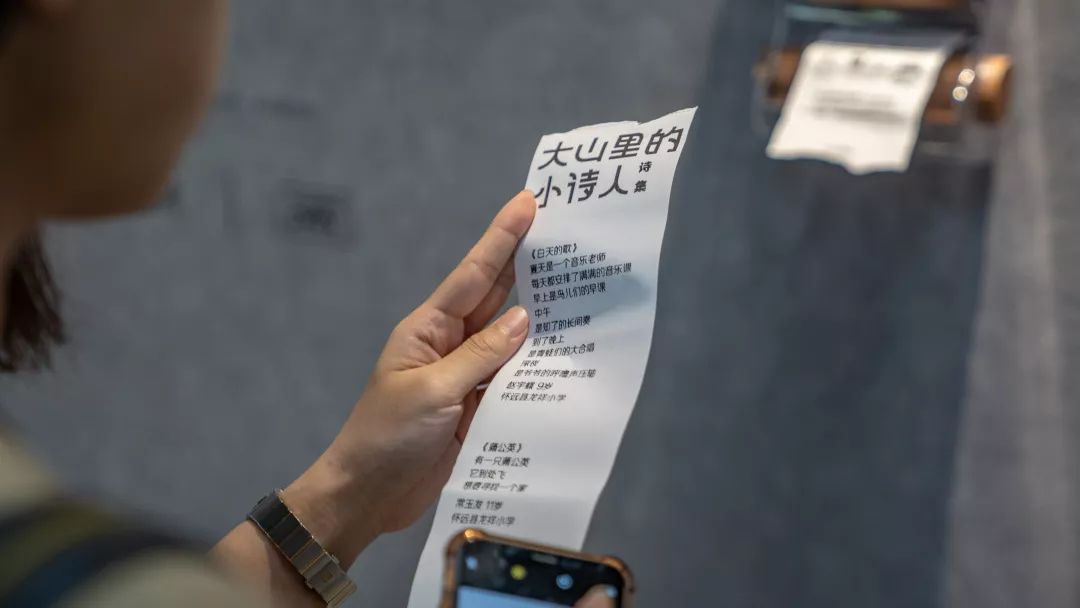 大山里的
小诗人 诗集
《白天的歌》
夏天是一个音乐老师
每天都安排了满满的音乐课
早上是鸟儿们的早课
中午
是知了的长间奏
到了晚上
是青蛙们的大合唱
深夜
是爷爷的呼噜声压轴
9岁
怀远县龙祥小学
《蒲公英》
有一只蒲公英
它到处飞
想要寻找一个家
常玉龙 11岁
怀远县龙祥小学